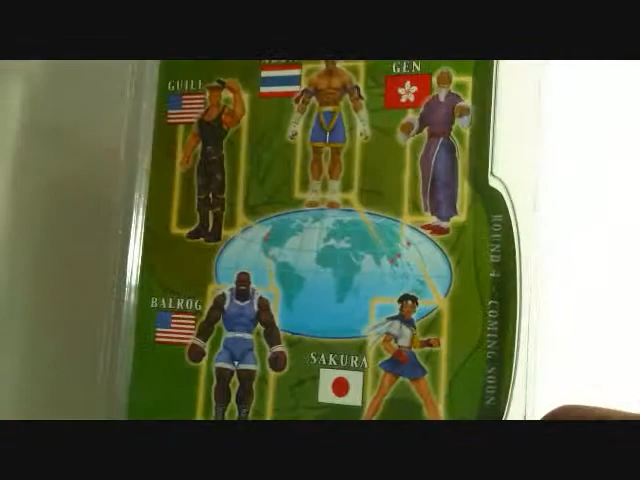 GUILE
GEN
BALROG
SAKURA
ROUND 4 - COMING SOON